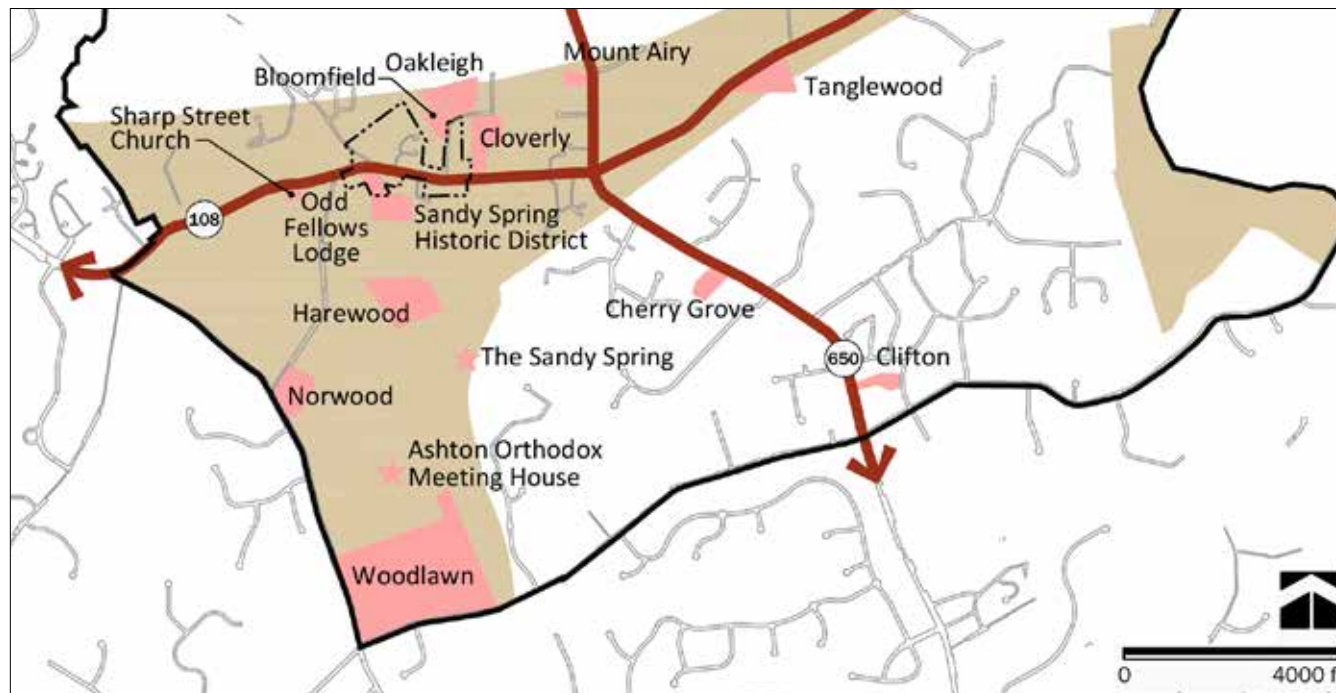 Mount Airy
Oakleigh
Bloomfield
Tanglewood
Sharp Street
Church
Cloverly
108
Odd
Fellows
Lodge
Sandy Spring
Historic District
Harewood
Cherry Grove
The Sandy Spring
650
Clifton
Norwood
Ashton Orthodox
Meeting House
Woodlawn
0
4000 f